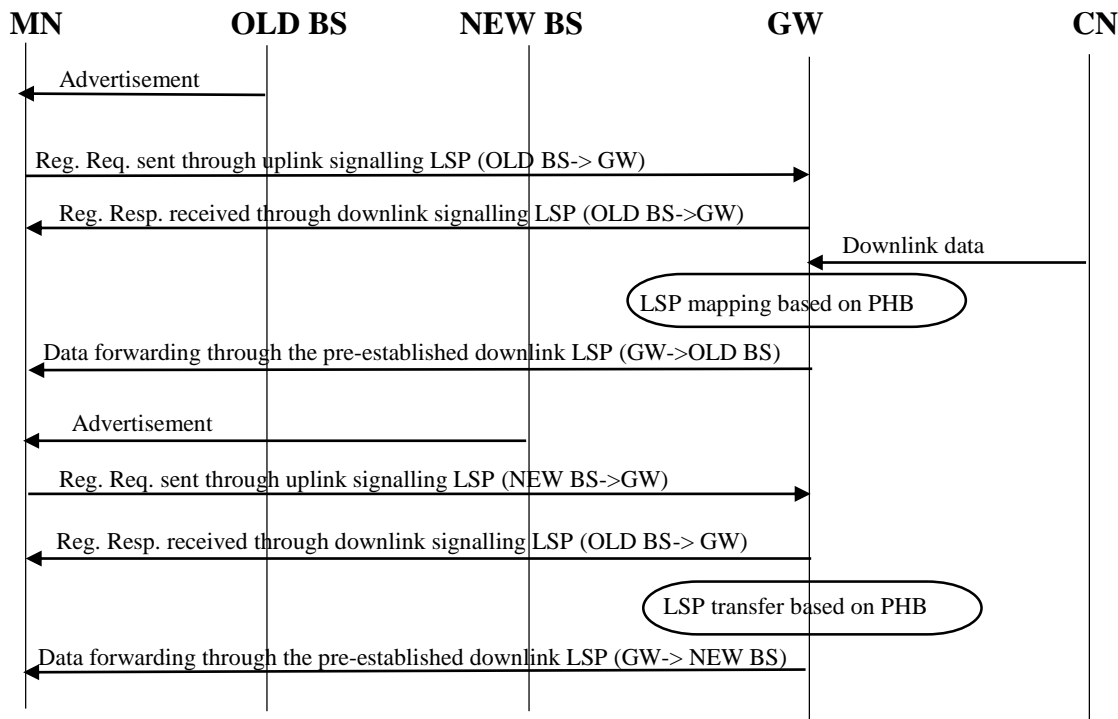 MN OLD BS NEW BS GW CN
Advertisement
Reg. Req. sent through uplink signalling LSP (OLD BS-> GW)
Reg. Resp. received through downlink signalling LSP (OLD BS->GW)
Downlink data
LSP mapping based on PHB
Data forwarding through the pre-established downlink LSP (GW->OLD BS)
Advertisement
Reg. Req. sent through uplink signalling LSP (NEW BS->GW)
Reg. Resp. received through downlink signalling LSP (OLD BS-> GW)
LSP transfer based on PHB
Data forwarding through the pre-established downlink LSP (GW-> NEW BS)